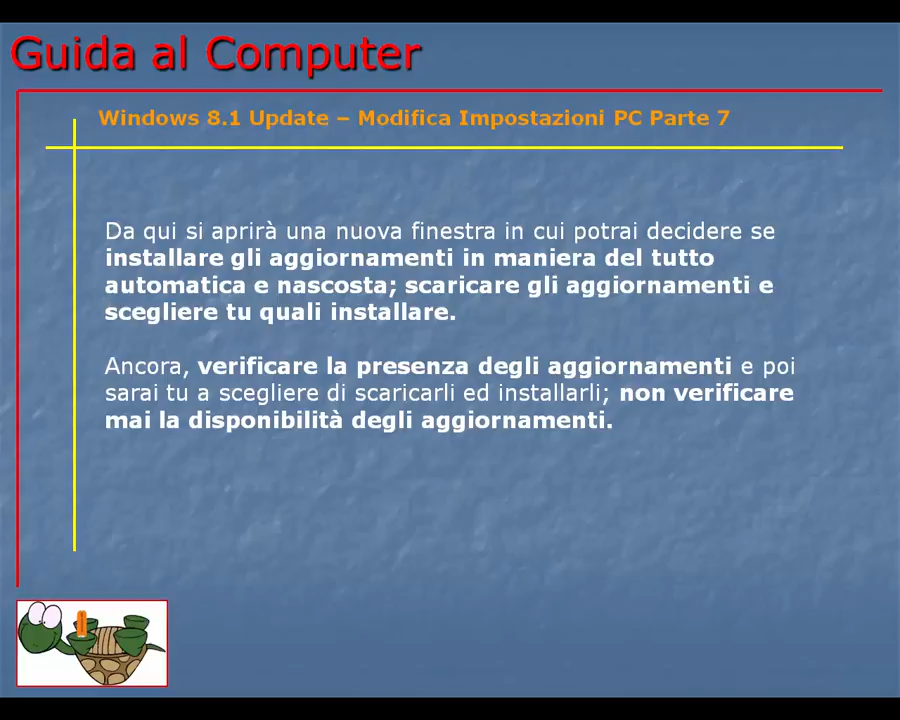 Guida al Computer
Windows 8.1 Update – Modifica Impostazioni PC Parte 7
Da qui si aprirà una nuova finestra in cui potrai decidere se
installare gli aggiornamenti in maniera del tutto
automatica e nascosta; scaricare gli aggiornamenti e
scegliere tu quali installare.
Ancora, verificare la presenza degli aggiornamenti e poi
sarai tu a scegliere di scaricarli ed installarli; non verificare
mai la disponibilità degli aggiornamenti.